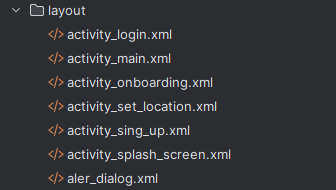 layout
activity_login.xml
activity_main.xml
activity_onboarding.xml
activity_set_location.xml
activity_sing_up.xml
activity_splash_screen.xml
aler_dialog.xml